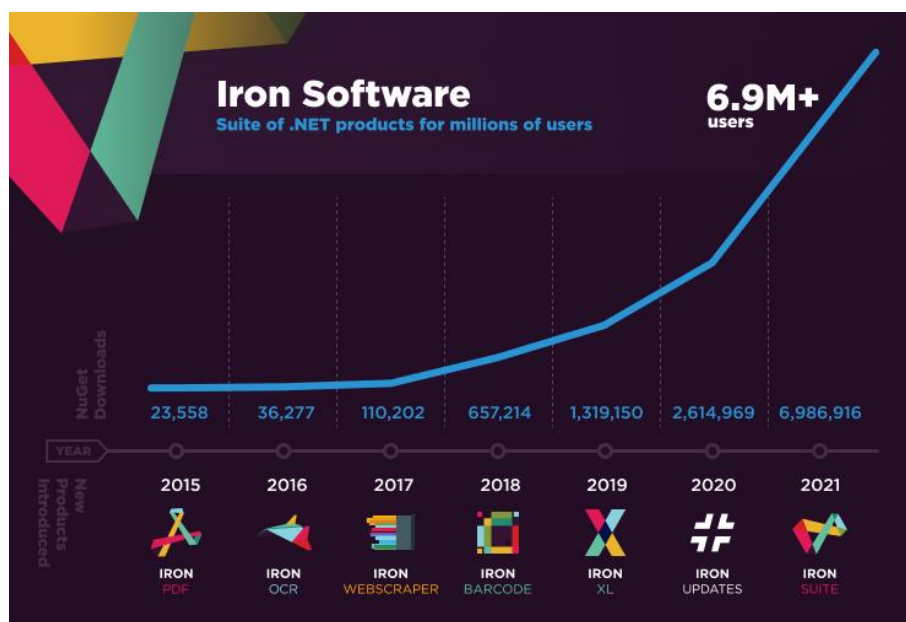 Iron Software
Suite of .NET products for millions of users
6.9M+
users
NuGet
Downloads
23,558 36,277 110,202 657,214 1,319,150 2,614,969 6,986,916
YEAR
2015 2016 2017 2018 2019 2020 2021
New
Products
Introduced
IRON IRON IRON IRON IRON IRON IRON
PDF OCR WEBSCRAPER BARCODE XL UPDATES SUITE